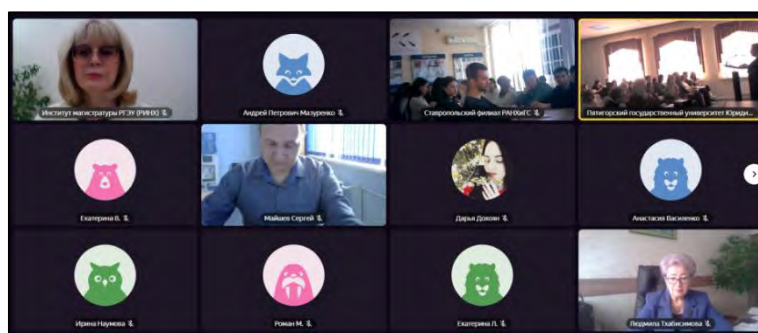 Институт магистратуры РГЭУ (РИНХ)
Андрей Петрович Мазуренко
Ставропольский филиал РАНХиГС
Пятигорский государственный университет Юриди...
Екатерина В.
Майшев Сергей
Дарья Дохоян
Анастасия Василенко
Ирина Наумова
Роман М.
Екатерина Л.
Людмила Тхабисимова